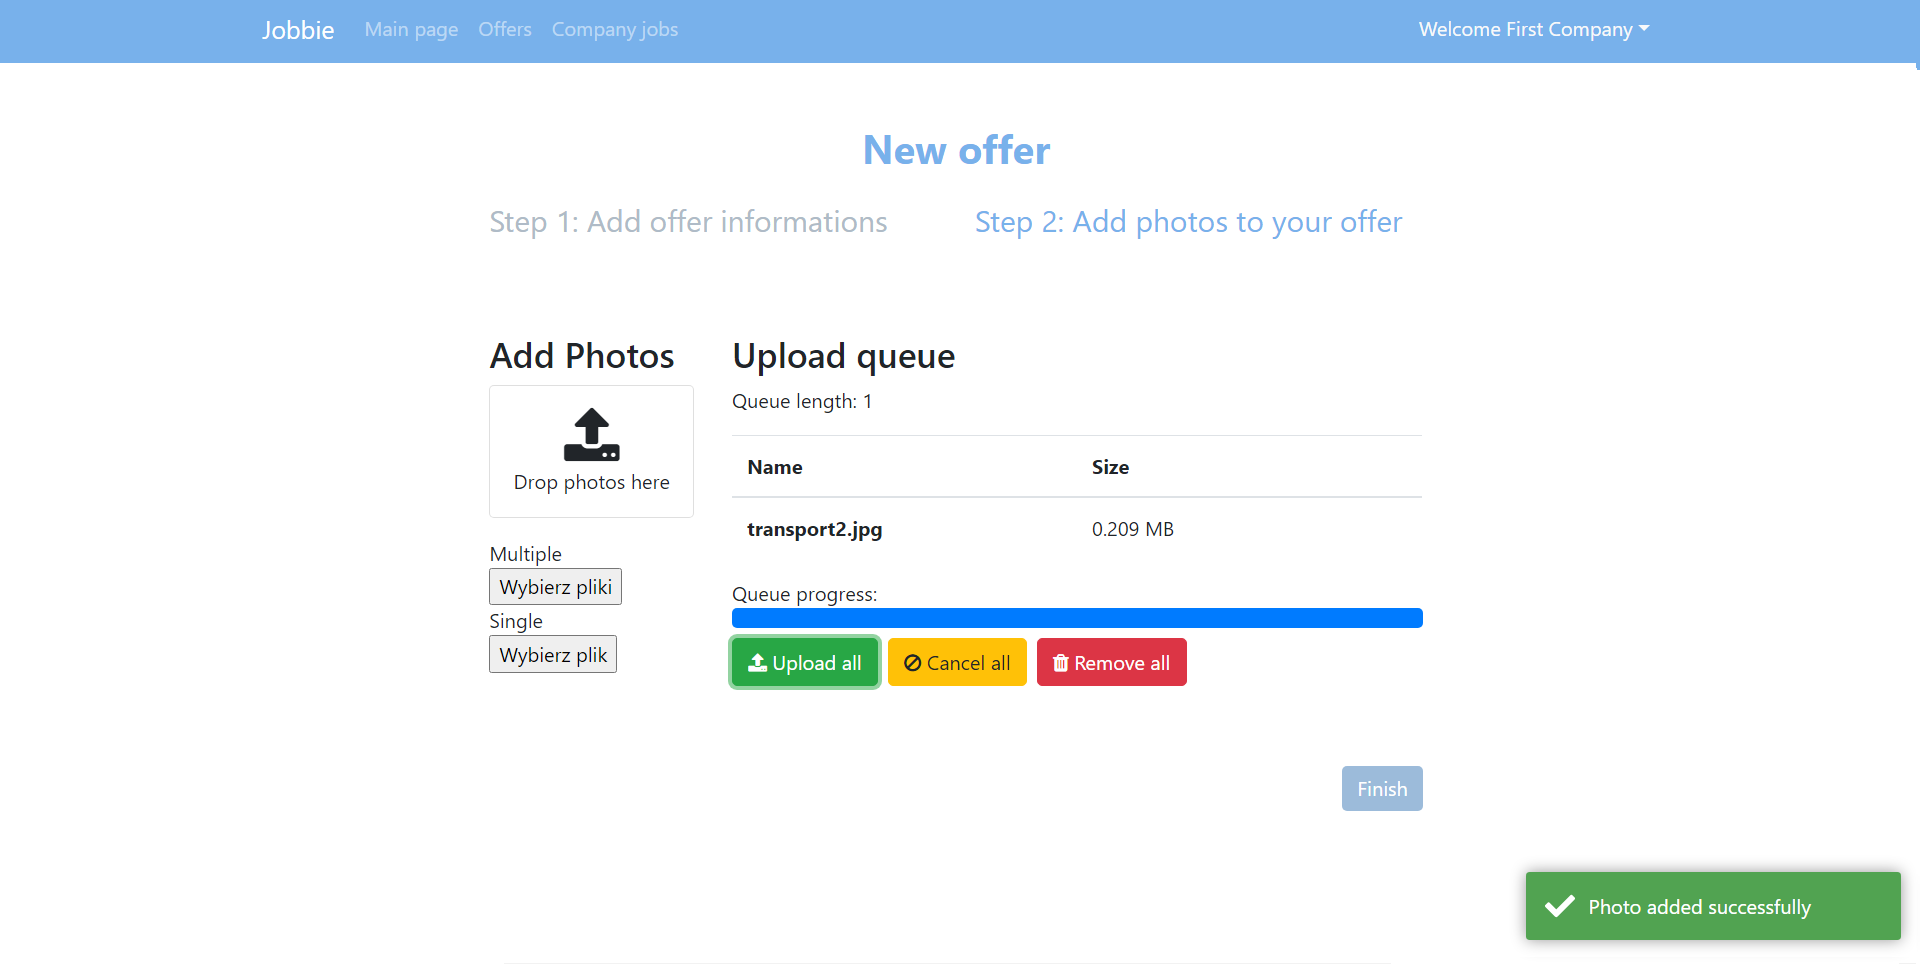 Jobbie Main page Offers Company jobs Welcome First Company
New offer
Step 1: Add offer informations Step 2: Add photos to your offer
Add Photos
Drop photos here
Multiple
Wybierz pliki
Single
Wybierz plik
Upload queue
Queue length: 1
Name Size
transport2.jpg 0.209 MB
Queue progress:
Upload all Cancel all Remove all
Finish
Photo added successfully